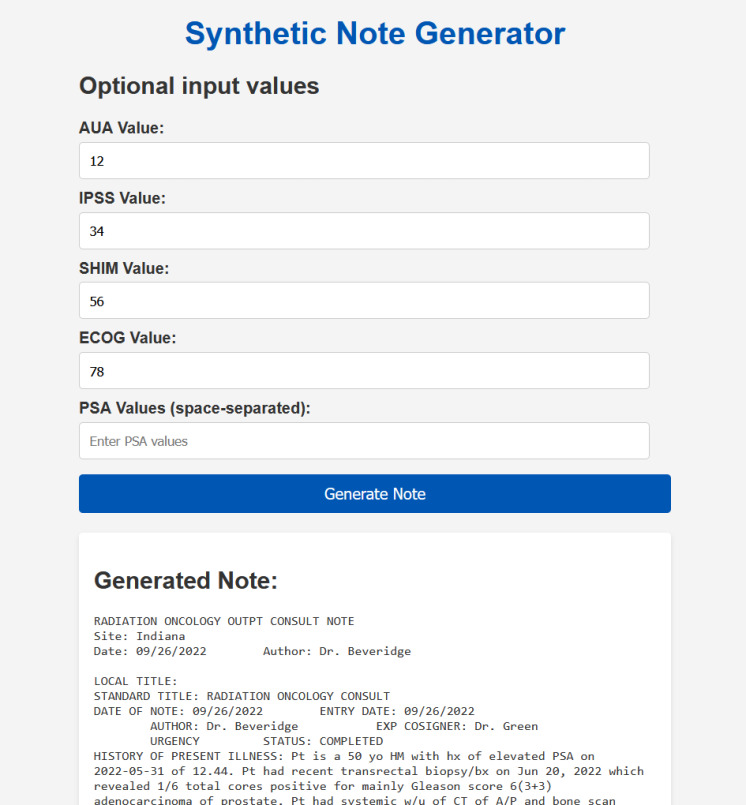 Synthetic Note Generator
Optional input values
AUA Value:
12
IPSS Value:
34
SHIM Value:
56
ECOG Value:
78
PSA Values (space-separated):
Enter PSA values
Generate Note
Generated Note:
RADIATION ONCOLOGY OUTPT CONSULT NOTE
Site: Indiana
Date: 09/26/2022        Author: Dr. Beveridge
LOCAL TITLE:
STANDARD TITLE: RADIATION ONCOLOGY CONSULT
DATE OF NOTE: 09/26/2022        ENTRY DATE: 09/26/2022
AUTHOR: Dr. Beveridge           EXP COSIGNER: Dr. Green
URGENCY         STATUS: COMPLETED
HISTORY OF PRESENT ILLNESS: Pt is a 50 yo HM with hx of elevated PSA on
2022-05-31 of 12.44. Pt had recent transrectal biopsy/bx on Jun 20, 2022 which
revealed 1/6 total cores positive for mainly Gleason score 6(3+3)
adenocarcinoma of prostate. Pt had systemic w/u of CT of A/P and bone scan